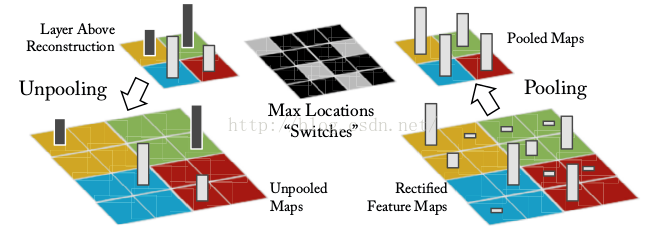 Layer Above
Reconstruction
Pooled Maps
Unpooling
Pooling
Max Locations
“Switches”
Unpooled
Maps
Rectified
Feature Maps